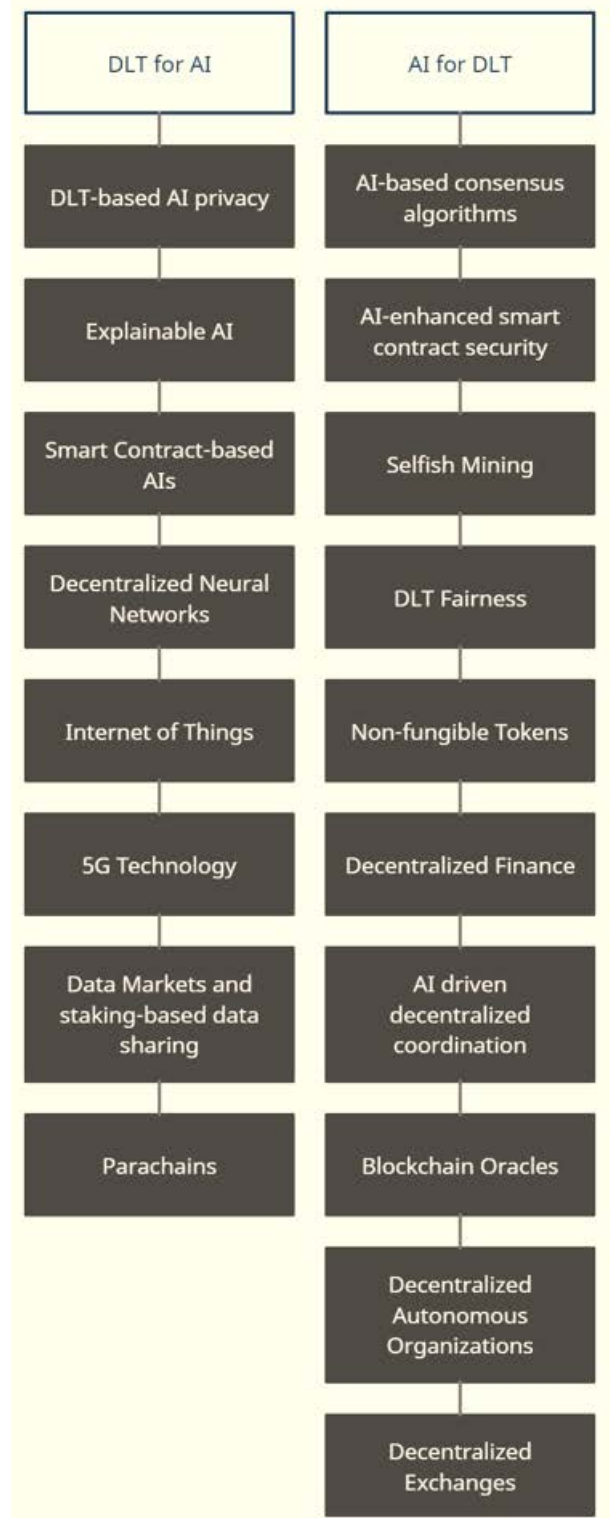 DLT for AI
DLT-based AI privacy
Explainable AI
Smart Contract-based
AIs
Decentralized Neural
Networks
Internet of Things
5G Technology
Data Markets and
staking-based data
sharing
Parachains
AI for DLT
AI-based consensus
algorithms
AI-enhanced smart
contract security
Selfish Mining
DLT Fairness
Non-fungible Tokens
Decentralized Finance
AI driven
decentralized
coordination
Blockchain Oracles
Decentralized
Autonomous
Organizations
Decentralized
Exchanges